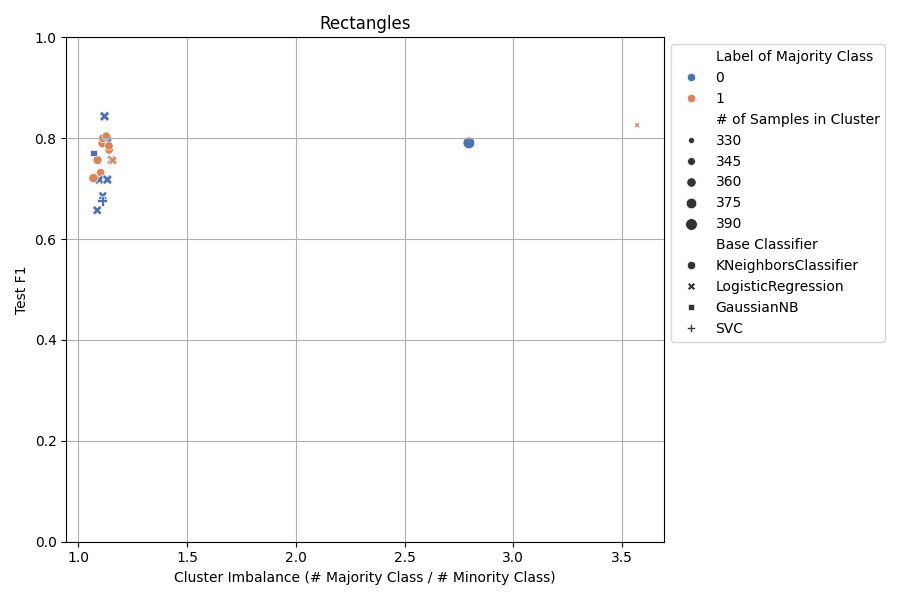 Rectangles
1.0
0.8
0.6
0.4
0.2
0.0
Test F1
1.0 1.5 2.0 2.5 3.0 3.5
Cluster Imbalance (# Majority Class / # Minority Class)
Label of Majority Class
0
1
# of Samples in Cluster
330
345
360
375
390
Base Classifier
KNeighborsClassifier
LogisticRegression
GaussianNB
SVC